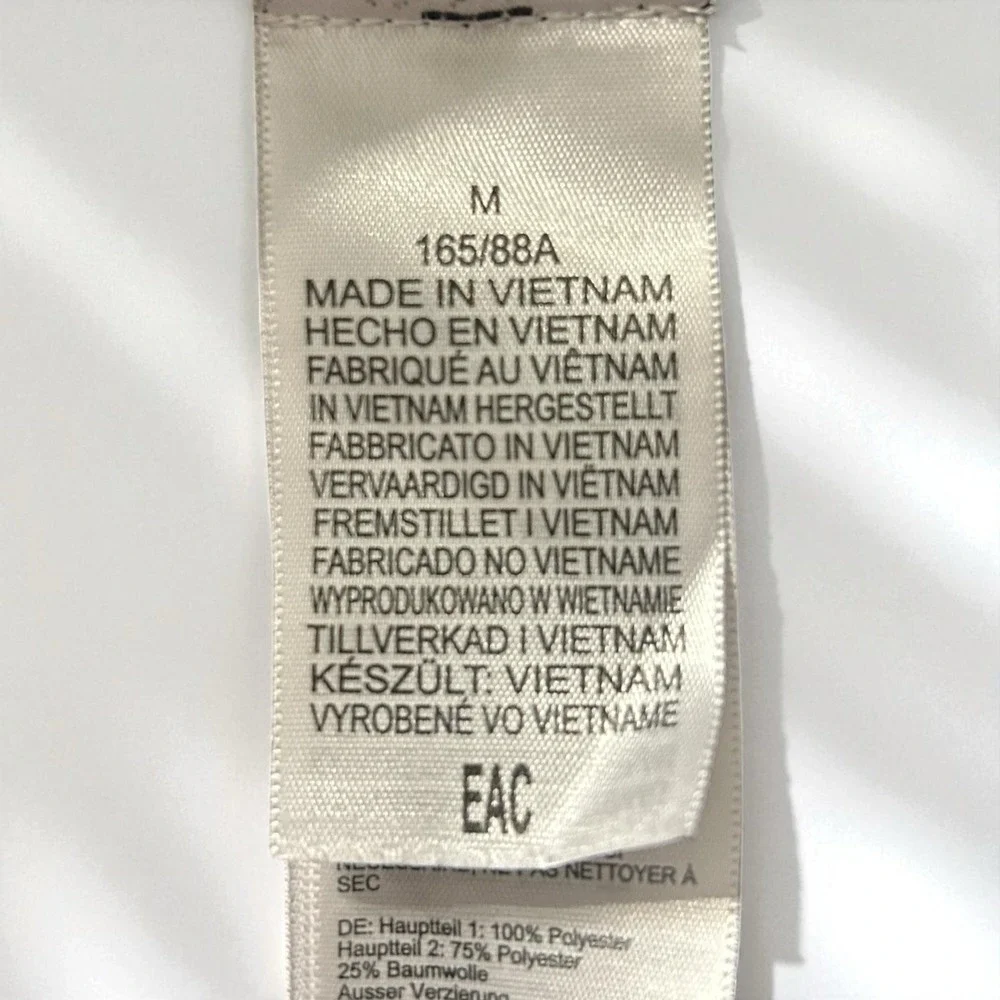 M
165/88A
MADE IN VIETNAM
HECHO EN VIETNAM
FABRIQUÉ AU VIÊTNAM
IN VIETNAM HERGESTELLT
FABBRICATO IN VIETNAM
VERVAARDIGD IN VIËTNAM
FREMSTILLET I VIETNAM
FABRICADO NO VIETNAME
WYPRODUKOWANO W WIETNAMIE
TILLVERKAD I VIETNAM
KÉSZÜLT: VIETNAM
VYROBENÉ VO VIETNAME
EAC
PAS NETTOYER À
SEC
DE: Hauptteil 1: 100% Polyester
Hauptteil 2: 75% Polyester
25% Baumwolle
Ausser Verzierung